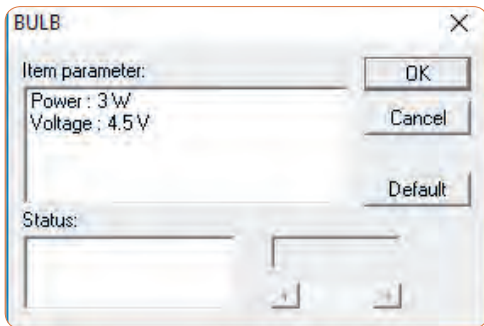 BULB
Item parameter:
Power : 3 W
Voltage : 4.5 V
OK
Cancel
Default
Status: